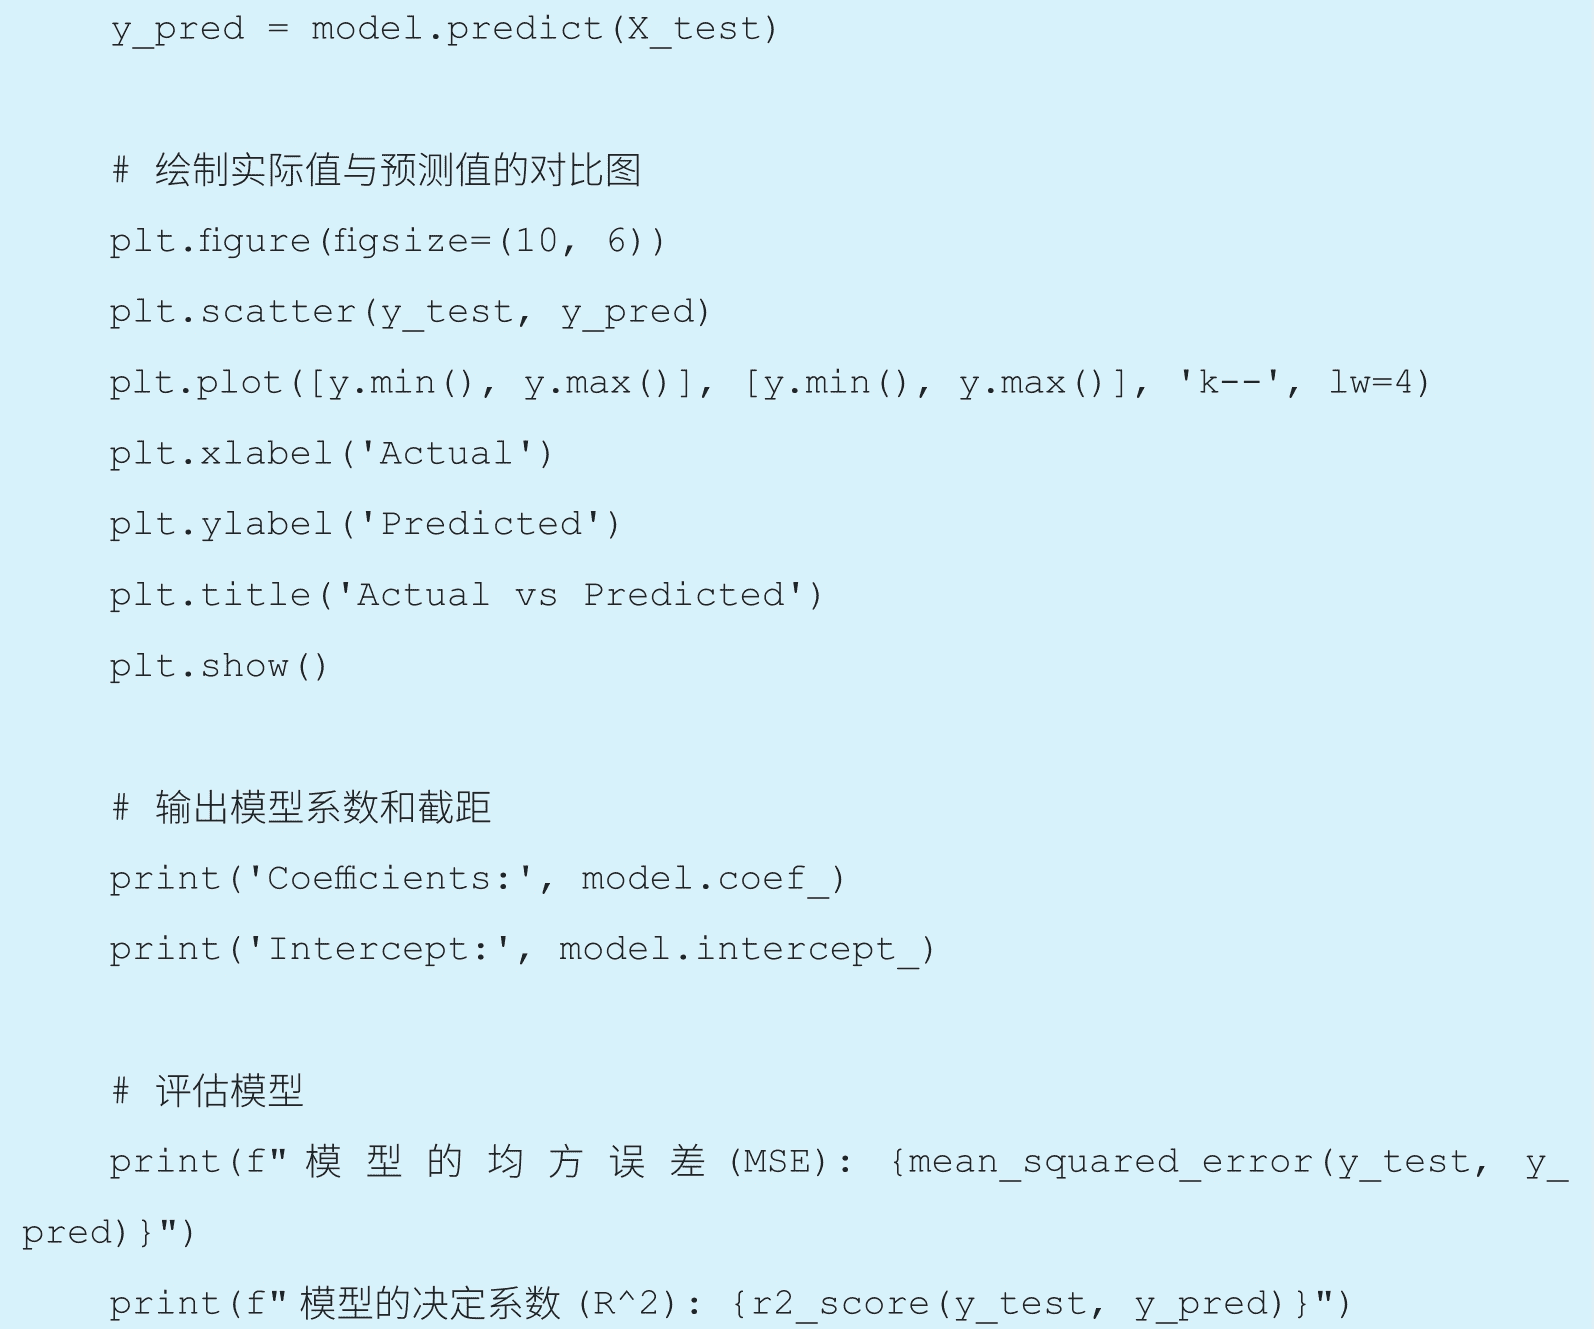 y_pred = model.predict(X_test)
# 绘制实际值与预测值的对比图
plt.figure(figsize=(10, 6))
plt.scatter(y_test, y_pred)
plt.plot([y.min(), y.max()], [y.min(), y.max()], 'k--', lw=4)
plt.xlabel('Actual')
plt.ylabel('Predicted')
plt.title('Actual vs Predicted')
plt.show()
# 输出模型系数和截距
print('Coefficients:', model.coef_)
print('Intercept:', model.intercept_)
# 评估模型
print(f"模型的均方误差(MSE): {mean_squared_error(y_test, y_
pred)}")
print(f"模型的决定系数(R^2): {r2_score(y_test, y_pred)}")